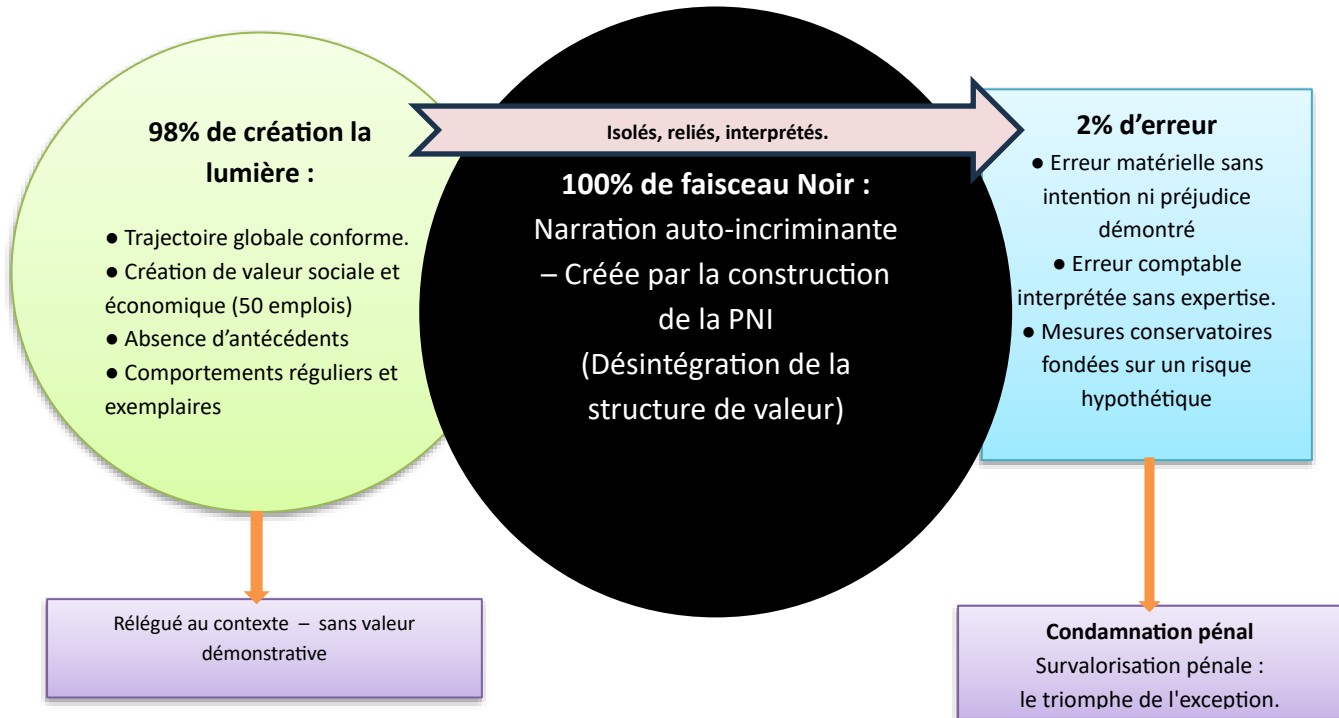 98% de création la
lumière :
● Trajectoire globale conforme.
● Création de valeur sociale et
économique (50 emplois)
● Absence d’antécédents
● Comportements réguliers et
exemplaires
Rélégué au contexte – sans valeur
démonstrative
Isolés, reliés, interprétés.
100% de faisceau Noir :
Narration auto-incriminante
– Créée par la construction
de la PNI
(Désintégration de la
structure de valeur)
2% d’erreur
● Erreur matérielle sans
intention ni préjudice
démontré
● Erreur comptable
interprétée sans expertise.
● Mesures conservatoires
fondées sur un risque
hypothétique
Condamnation pénal
Survalorisation pénale :
le triomphe de l'exception.